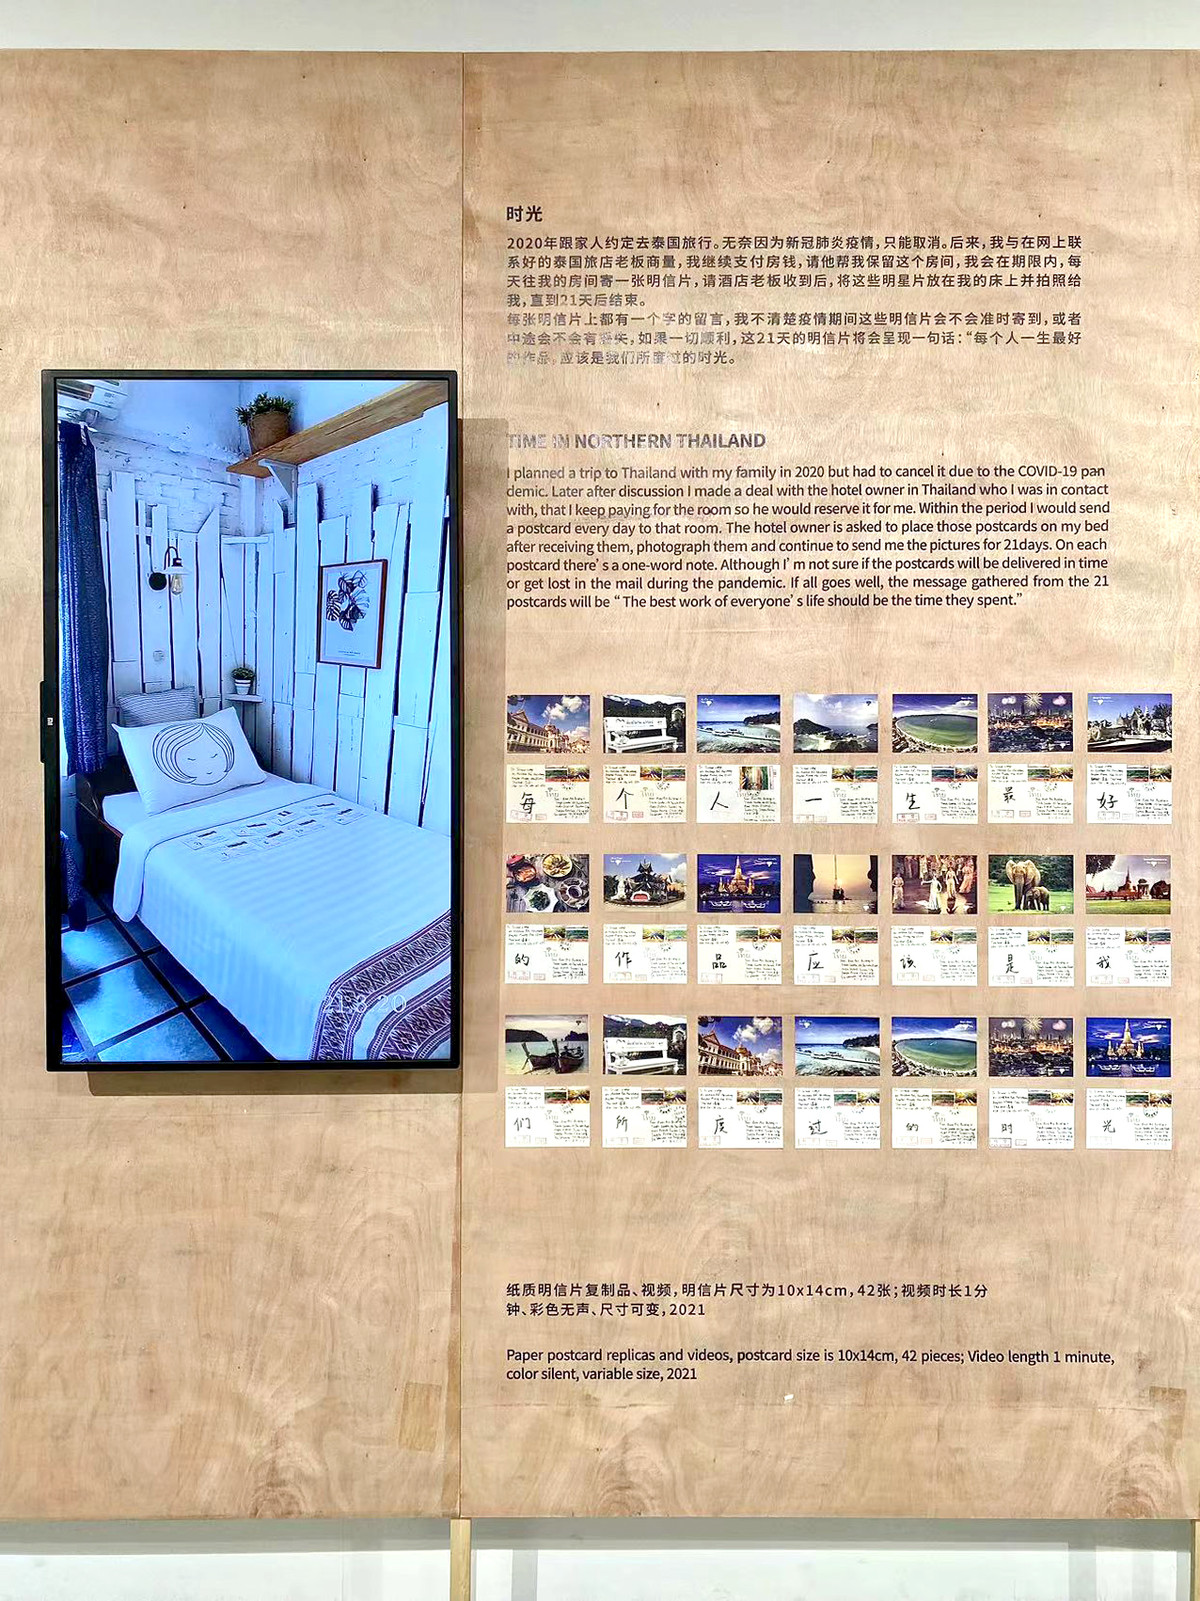 时光
2020年跟家人约定去泰国旅行。无奈因为新冠肺炎疫情，只能取消。后来，我与在网上联
系好的泰国旅店老板商量，我继续支付房钱，请他帮我保留这个房间，我会在期限内，每
天往我的房间寄一张明信片，请酒店老板收到后，将这些明星片放在我的床上并拍照给
我，直到21天后结束。
每张明信片上都有一个字的留言，我不清楚疫情期间这些明信片会不会准时寄到，或者
中途会不会有丢失，如果一切顺利，这21天的明信片将会呈现一句话：“每个人一生最好
的作品，应该是我们所度过的时光。
TIME IN NORTHERN THAILAND
I planned a trip to Thailand with my family in 2020 but had to cancel it due to the COVID-19 pan
demic. Later after discussion I made a deal with the hotel owner in Thailand who I was in contact
with, that I keep paying for the room so he would reserve it for me. Within the period I would send
a postcard every day to that room. The hotel owner is asked to place those postcards on my bed
after receiving them, photograph them and continue to send me the pictures for 21days. On each
postcard there’s a one-word note. Although I’m not sure if the postcards will be delivered in time
or get lost in the mail during the pandemic. If all goes well, the message gathered from the 21
postcards will be “The best work of everyone’s life should be the time they spent.”
每 个 人 一 生 最 好
的 作 品 应 该 是 我
们 所 度 过 的 时 光
纸质明信片复制品、视频，明信片尺寸为10x14cm，42张；视频时长1分
钟、彩色无声、尺寸可变，2021
Paper postcard replicas and videos, postcard size is 10x14cm, 42 pieces; Video length 1 minute,
color silent, variable size, 2021